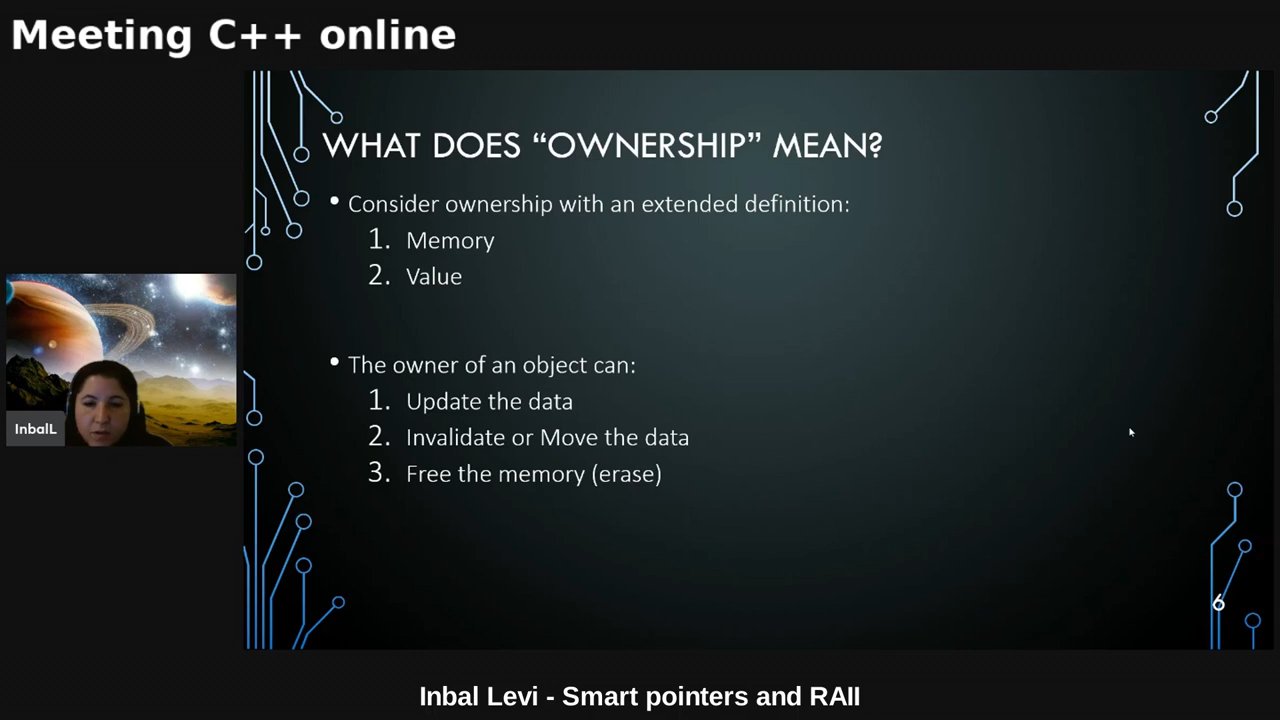 Meeting C++ online
WHAT DOES “OWNERSHIP” MEAN?
• Consider ownership with an extended definition:
1. Memory
2. Value
• The owner of an object can:
1. Update the data
2. Invalidate or Move the data
3. Free the memory (erase)
InbalL
6
Inbal Levi - Smart pointers and RAII